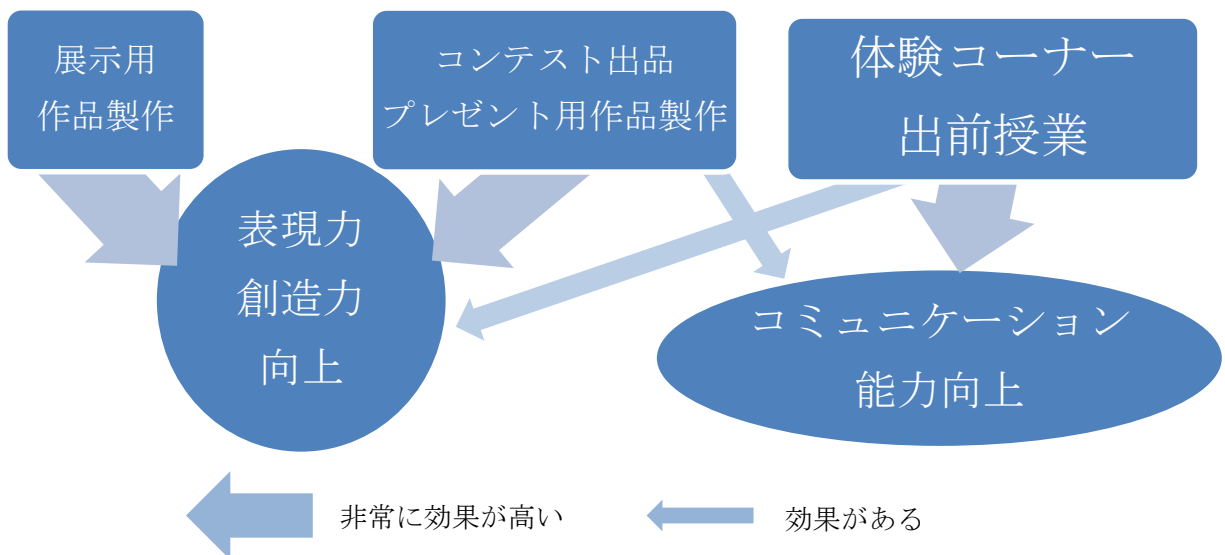 展示用
作品製作
コンテスト出品
プレゼント用作品製作
体験コーナー
出前授業
表現力
創造力
向上
コミュニケーション
能力向上
非常に効果が高い
効果がある